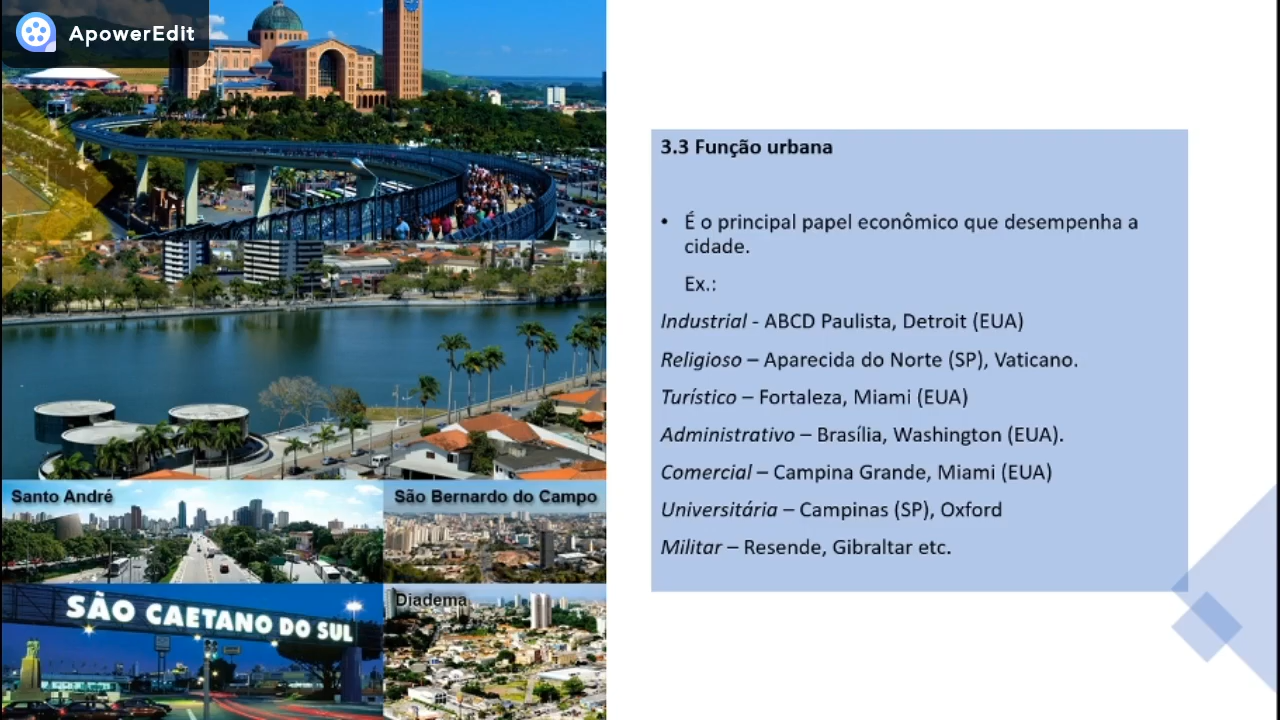 ApowerEdit
Santo André
São Bernardo do Campo
SÃO CAETANO DO SUL
Diadema
3.3 Função urbana
• É o principal papel econômico que desempenha a
cidade.
Ex.:
Industrial - ABCD Paulista, Detroit (EUA)
Religioso – Aparecida do Norte (SP), Vaticano.
Turístico – Fortaleza, Miami (EUA)
Administrativo – Brasília, Washington (EUA).
Comercial – Campina Grande, Miami (EUA)
Universitária – Campinas (SP), Oxford
Militar – Resende, Gibraltar etc.